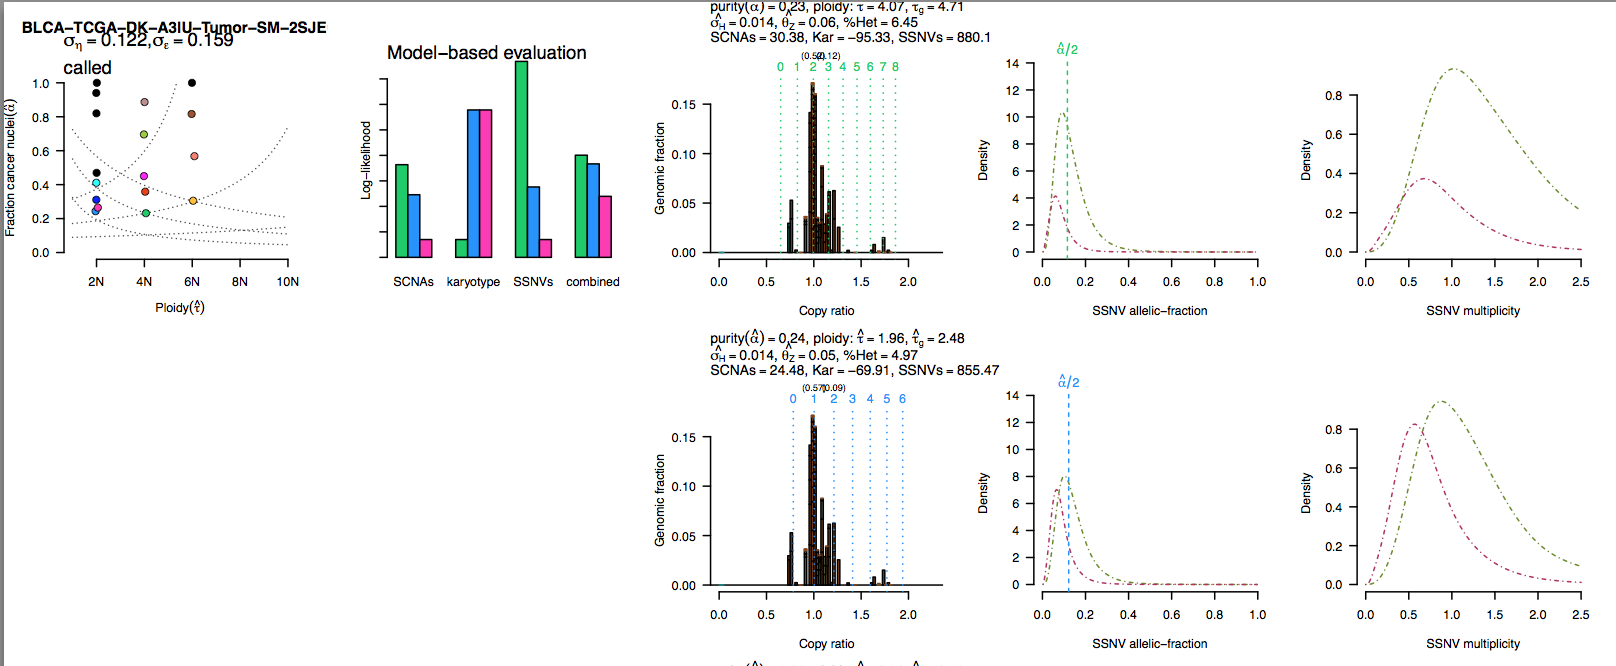 BLCA−TCGA−DK−A3IU−Tumor−SM−2SJE
σ̂η = 0.122,σ̂ε = 0.159
called
1.0
0.8
0.6
0.4
0.2
0.0
Fraction cancer nuclei(α̂)
2N 4N 6N 8N 10N
Ploidy(τ̂)
Model−based evaluation
Log−likelihood
SCNAs karyotype SSNVs combined
purity(α̂) = 0.23, ploidy: τ̂ = 4.07, τ̂g = 4.71
σ̂H = 0.014, θ̂Z = 0.06, %Het = 6.45
SCNAs = 30.38, Kar = −95.33, SSNVs = 880.1
0 1 2 3 4 5 6 7 8
0.15
0.10
0.05
0.00
Genomic fraction
0.0 0.5 1.0 1.5 2.0
Copy ratio
α̂/2
14
12
10
8
6
4
2
0
Density
0.0 0.2 0.4 0.6 0.8 1.0
SSNV allelic−fraction
0.8
0.6
0.4
0.2
0.0
Density
0.0 0.5 1.0 1.5 2.0 2.5
SSNV multiplicity
purity(α̂) = 0.24, ploidy: τ̂ = 1.96, τ̂g = 2.48
σ̂H = 0.014, θ̂Z = 0.05, %Het = 4.97
SCNAs = 24.48, Kar = −69.91, SSNVs = 855.47
(0.57) (0.09)
0 1 2 3 4 5 6
0.15
0.10
0.05
0.00
Genomic fraction
0.0 0.5 1.0 1.5 2.0
Copy ratio
α̂/2
14
12
10
8
6
4
2
0
Density
0.0 0.2 0.4 0.6 0.8 1.0
SSNV allelic−fraction
0.8
0.6
0.4
0.2
0.0
Density
0.0 0.5 1.0 1.5 2.0 2.5
SSNV multiplicity